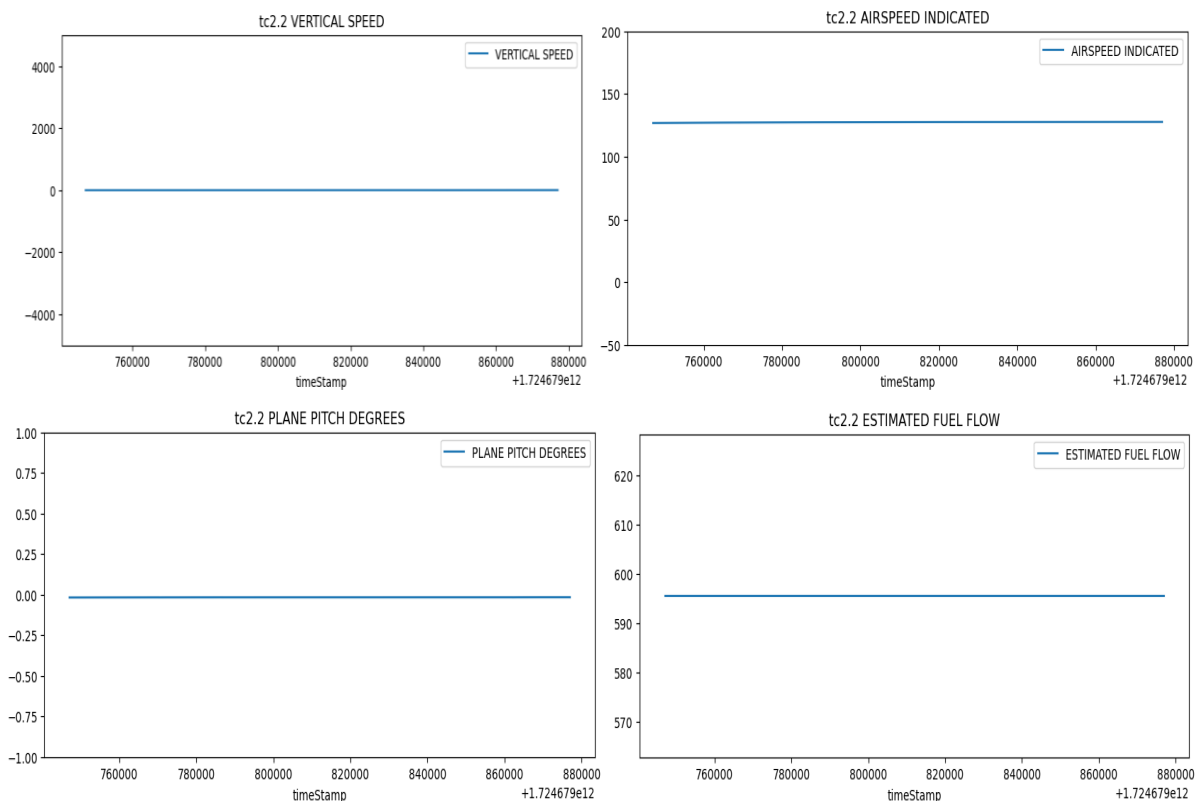 tc2.2 VERTICAL SPEED
VERTICAL SPEED
4000
2000
0
−2000
−4000
760000 780000 800000 820000 840000 860000 880000
timeStamp
+1.724679e12
tc2.2 AIRSPEED INDICATED
AIRSPEED INDICATED
200
150
100
50
0
−50
760000 780000 800000 820000 840000 860000 880000
timeStamp
+1.724679e12
tc2.2 PLANE PITCH DEGREES
PLANE PITCH DEGREES
1.00
0.75
0.50
0.25
0.00
−0.25
−0.50
−0.75
−1.00
760000 780000 800000 820000 840000 860000 880000
timeStamp
+1.724679e12
tc2.2 ESTIMATED FUEL FLOW
ESTIMATED FUEL FLOW
620
610
600
590
580
570
760000 780000 800000 820000 840000 860000 880000
timeStamp
+1.724679e12